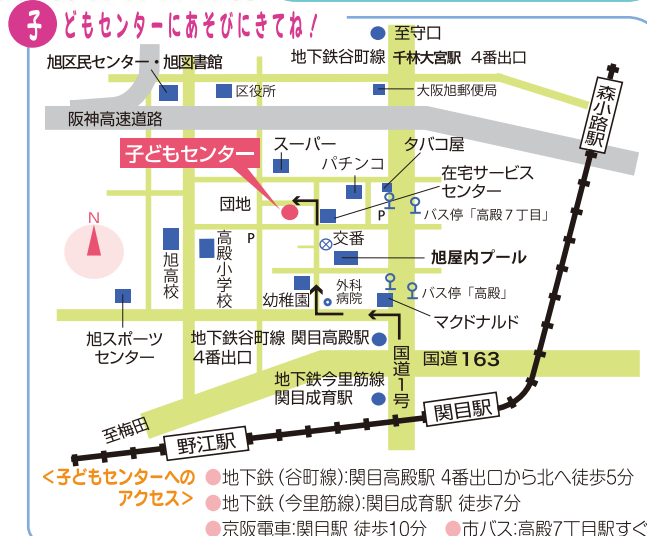 子どもセンターにあそびにきてね！
至守口
地下鉄谷町線 千林大宮駅 4番出口
旭区民センター・旭図書館
区役所
大阪旭郵便局
森小路駅
阪神高速道路
スーパー
タバコ屋
子どもセンター
パチンコ
在宅サービス
センター
団地
P
バス停「高殿７丁目」
N
旭高校
高殿小学校
P
交番
旭屋内プール
幼稚園
外科
病院
バス停「高殿」
マクドナルド
旭スポーツ
センター
地下鉄谷町線 関目高殿駅
4番出口
国道１号
国道163
地下鉄今里筋線
関目成育駅
関目駅
至梅田
野江駅
＜子どもセンターへの
アクセス＞
●地下鉄（谷町線）：関目高殿駅 4番出口から北へ徒歩5分
●地下鉄（今里筋線）：関目成育駅 徒歩7分
●京阪電車：関目駅 徒歩10分 ●市バス：高殿7丁目駅すぐ